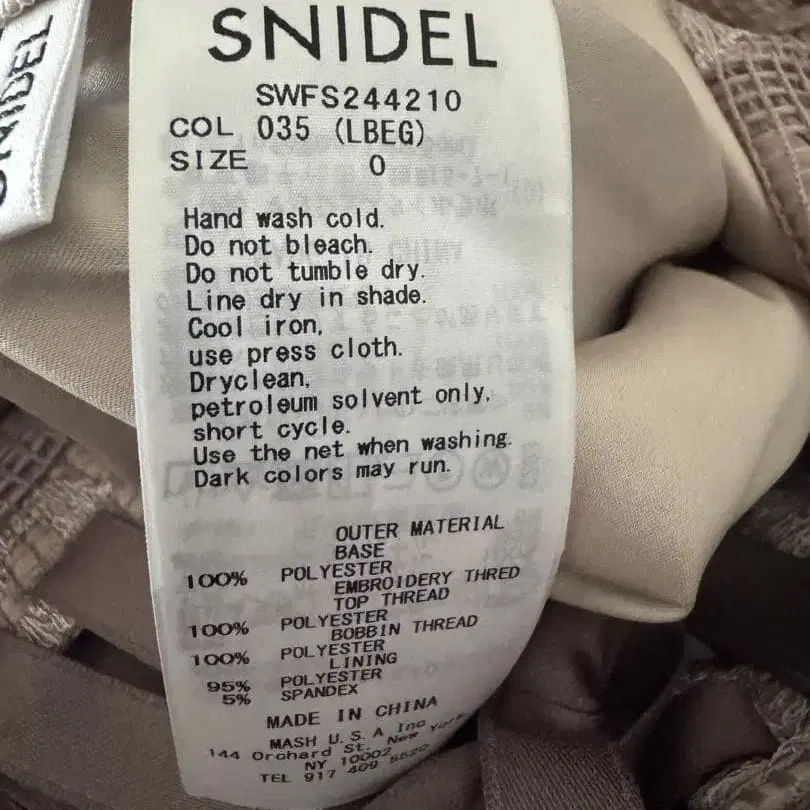 SNIDEL
SNIDEL
SWFS244210
COL 035 (LBEG)
SIZE 0
Hand wash cold.
Do not bleach.
Do not tumble dry.
Line dry in shade.
Cool iron,
use press cloth.
Dryclean,
petroleum solvent only,
short cycle.
Use the net when washing.
Dark colors may run.
OUTER MATERIAL
BASE
100% POLYESTER
EMBROIDERY THRED
TOP THREAD
100% POLYESTER
BOBBIN THREAD
100% POLYESTER
LINING
95% POLYESTER
5% SPANDEX
MADE IN CHINA
MASH U.S.A Inc
144 Orchard St. New York
NY 10002
TEL 917 409